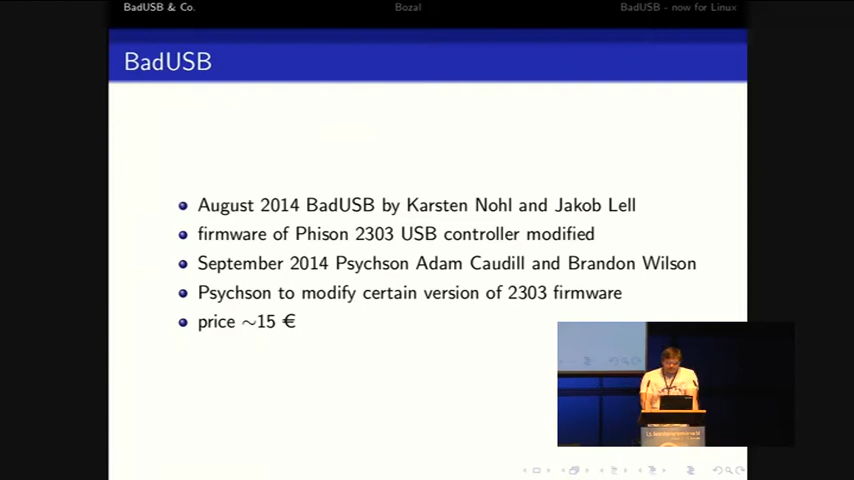 BadUSB & Co.
Bozal
BadUSB - now for Linux
BadUSB
August 2014 BadUSB by Karsten Nohl and Jakob Lell
firmware of Phison 2303 USB controller modified
September 2014 Psychson Adam Caudill and Brandon Wilson
Psychson to modify certain version of 2303 firmware
price ~15 €